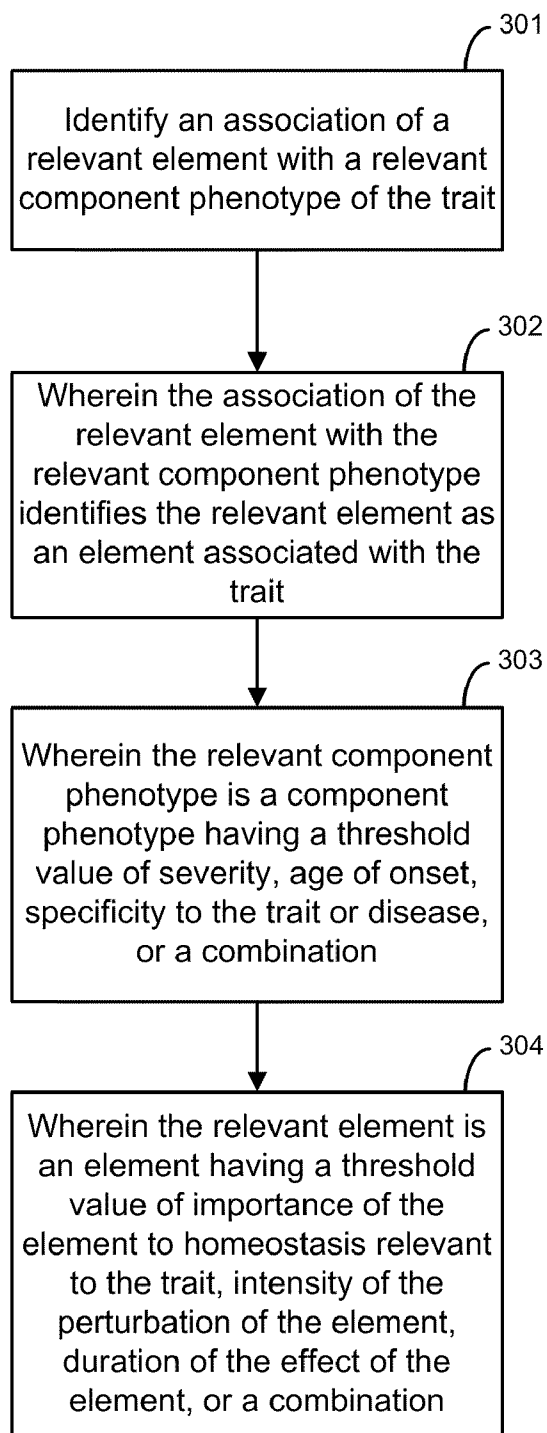 301
Identify an association of a
relevant element with a relevant
component phenotype of the trait
302
Wherein the association of the
relevant element with the
relevant component phenotype
identifies the relevant element as
an element associated with the
trait
303
Wherein the relevant component
phenotype is a component
phenotype having a threshold
value of severity, age of onset,
specificity to the trait or disease,
or a combination
304
Wherein the relevant element is
an element having a threshold
value of importance of the
element to homeostasis relevant
to the trait, intensity of the
perturbation of the element,
duration of the effect of the
element, or a combination